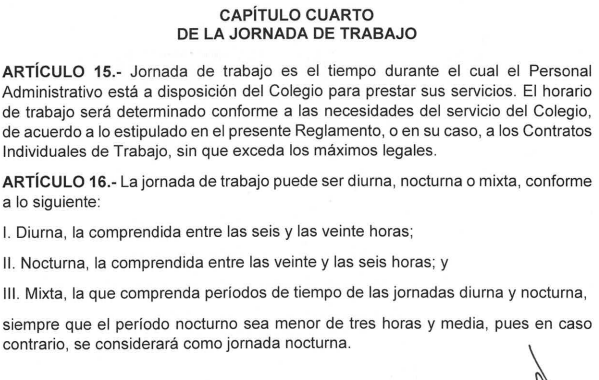 CAPÍTULO CUARTO
DE LA JORNADA DE TRABAJO
ARTÍCULO 15.- Jornada de trabajo es el tiempo durante el cual el Personal
Administrativo está a disposición del Colegio para prestar sus servicios. El horario
de trabajo será determinado conforme a las necesidades del servicio del Colegio,
de acuerdo a lo estipulado en el presente Reglamento, o en su caso, a los Contratos
Individuales de Trabajo, sin que exceda los máximos legales.
ARTÍCULO 16.- La jornada de trabajo puede ser diurna, nocturna o mixta, conforme
a lo siguiente:
I. Diurna, la comprendida entre las seis y las veinte horas;
II. Nocturna, la comprendida entre las veinte y las seis horas; y
III. Mixta, la que comprenda períodos de tiempo de las jornadas diurna y nocturna,
siempre que el período nocturno sea menor de tres horas y media, pues en caso
contrario, se considerará como jornada nocturna.